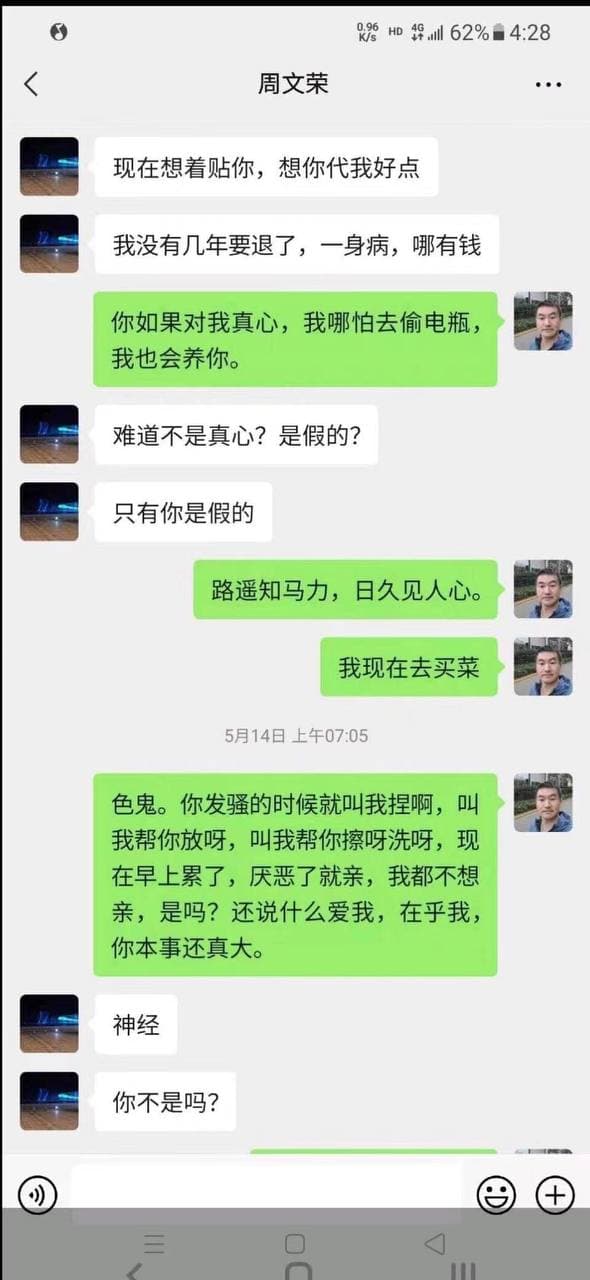 0.96
K/s
HD
4G
62%
4:28
周文荣
现在想着贴你，想你代我好点
我没有几年要退了，一身病，哪有钱
你如果对我真心，我哪怕去偷电瓶，
我也会养你。
难道不是真心？是假的？
只有你是假的
路遥知马力，日久见人心。
我现在去买菜
5月14日 上午07:05
色鬼。你发骚的时候就叫我捏啊，叫
我帮你放呀，叫我帮你擦呀洗呀，现
在早上累了，厌恶了就亲，我都不想
亲，是吗？还说什么爱我，在乎我，
你本事还真大。
神经
你不是吗？